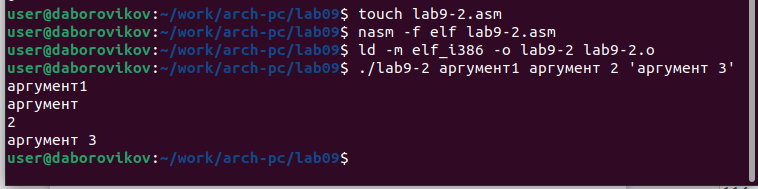 user@daborovikov:~/work/arch-pc/lab09$ touch lab9-2.asm
user@daborovikov:~/work/arch-pc/lab09$ nasm -f elf lab9-2.asm
user@daborovikov:~/work/arch-pc/lab09$ ld -m elf_i386 -o lab9-2 lab9-2.o
user@daborovikov:~/work/arch-pc/lab09$ ./lab9-2 аргумент1 аргумент 2 'аргумент 3'
аргумент1
аргумент
2
аргумент 3
user@daborovikov:~/work/arch-pc/lab09$